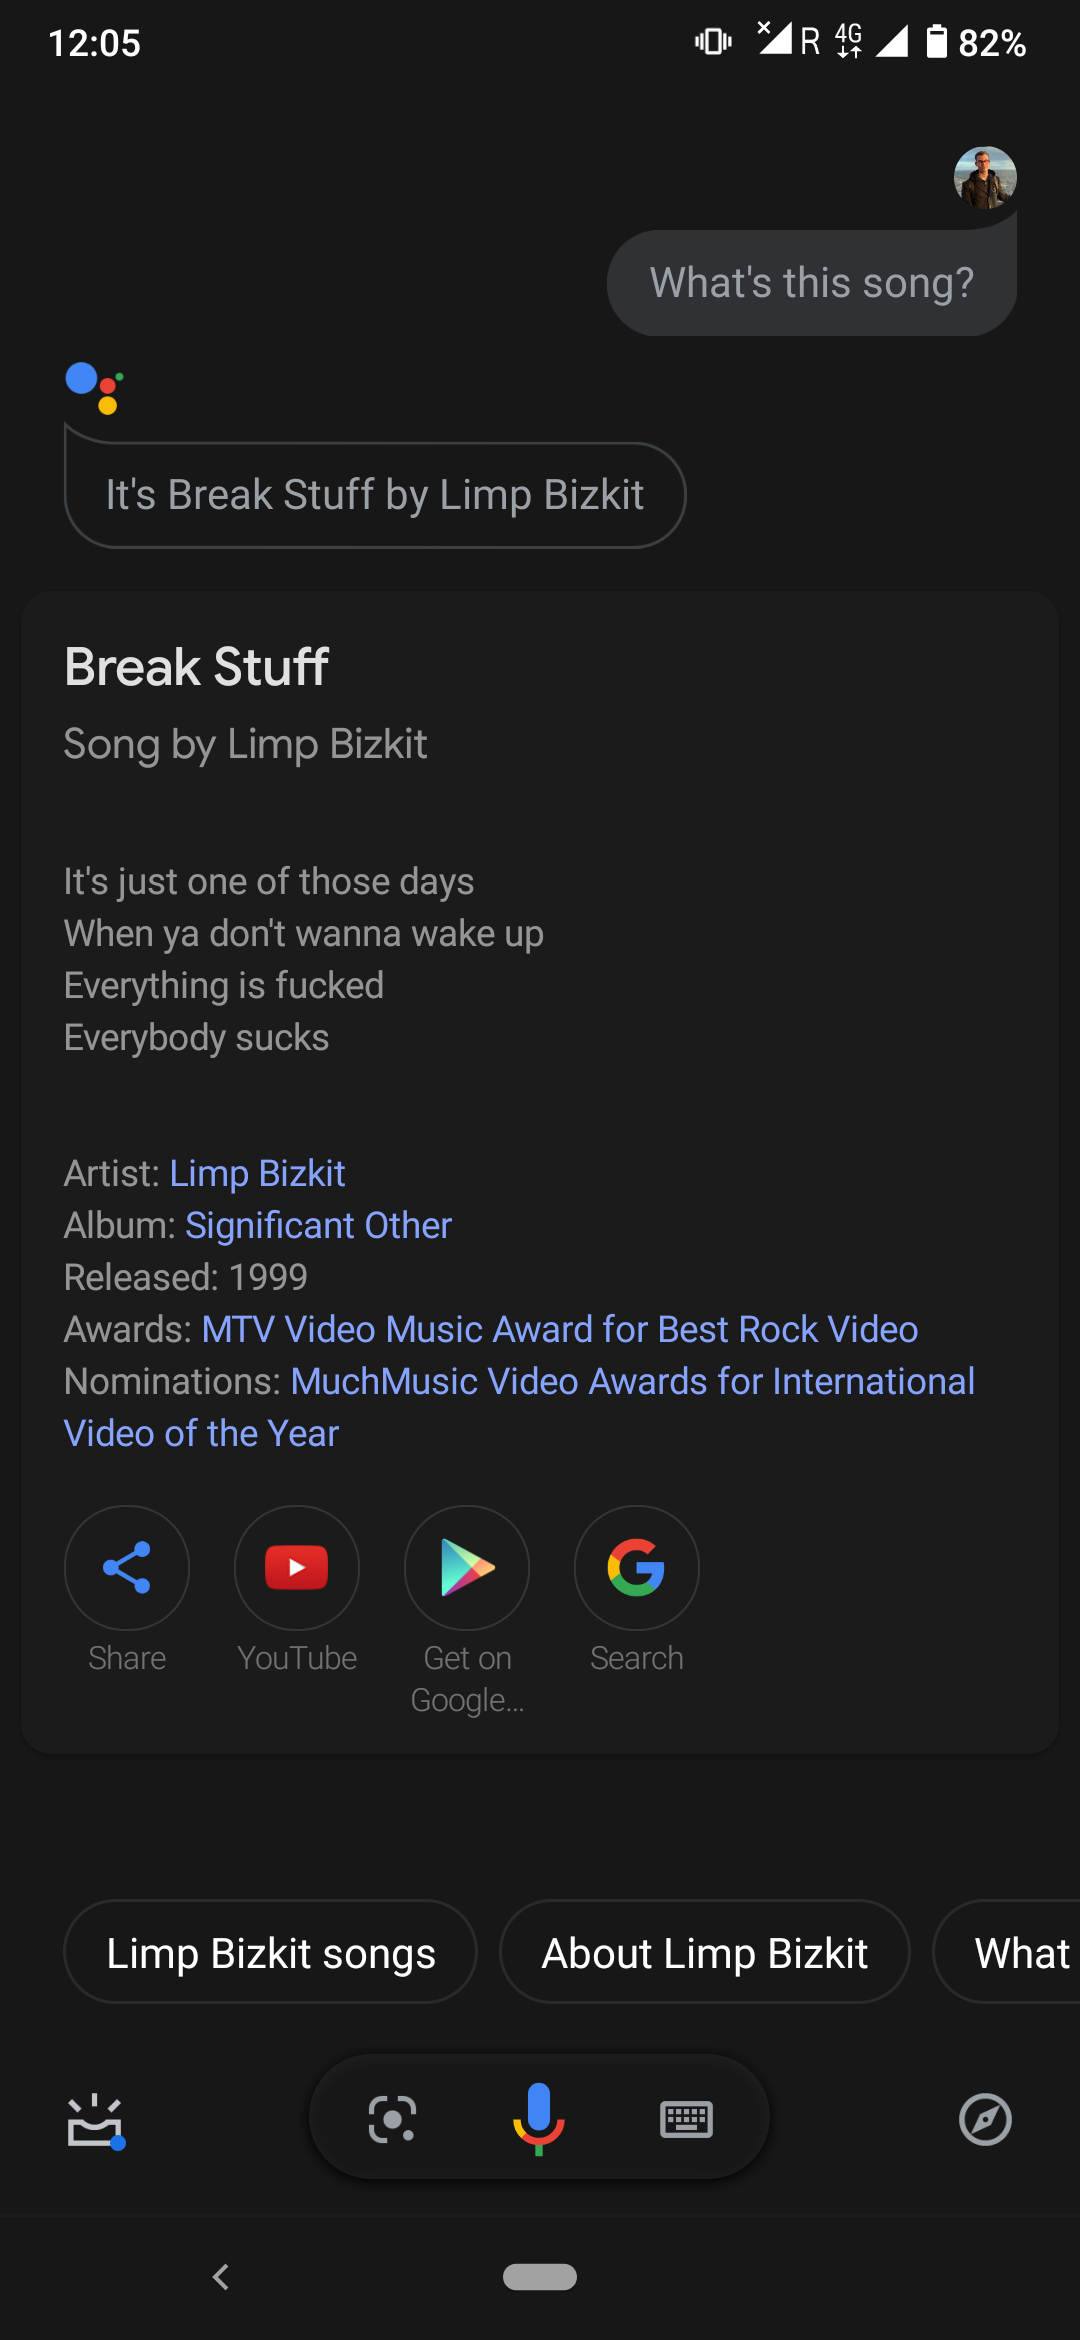 12:05
R 4G 82%
What's this song?
It's Break Stuff by Limp Bizkit
Break Stuff
Song by Limp Bizkit
It's just one of those days
When ya don't wanna wake up
Everything is fucked
Everybody sucks
Artist: Limp Bizkit
Album: Significant Other
Released: 1999
Awards: MTV Video Music Award for Best Rock Video
Nominations: MuchMusic Video Awards for International
Video of the Year
Share YouTube Get on Search
Google...
Limp Bizkit songs About Limp Bizkit What